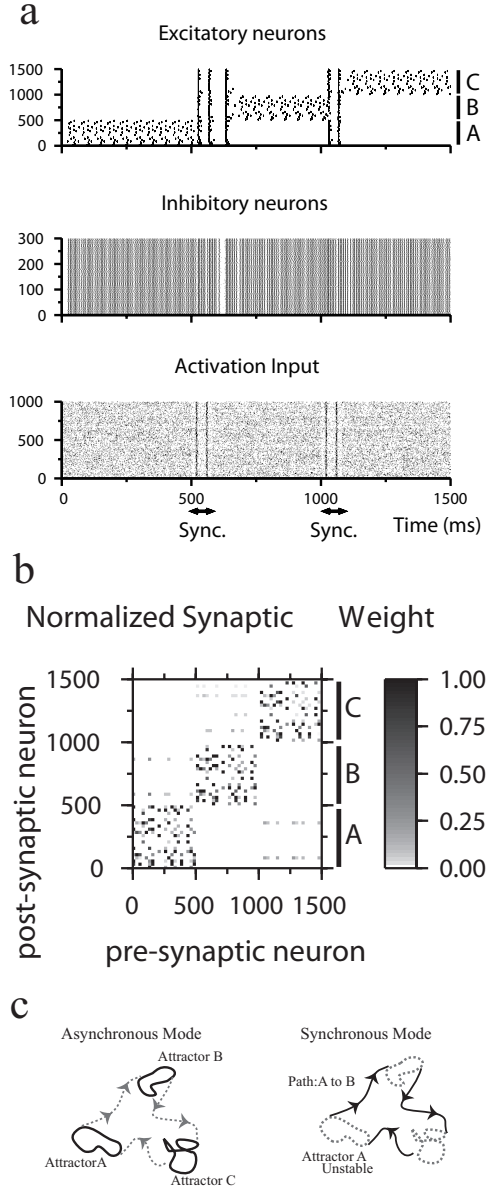 a
Excitatory neurons
1500
1000
500
0
C
B
A
Inhibitory neurons
300
200
100
0
Activation Input
1000
500
0
0 500 1000 1500
Sync. Sync. Time (ms)
b
Normalized Synaptic Weight
post-synaptic neuron
1500
1000
500
0
C
B
A
1.00
0.75
0.50
0.25
0.00
0 500 1000 1500
pre-synaptic neuron
c
Asynchronous Mode
Attractor B
AttractorA
Attractor C
Synchronous Mode
Path:A to B
Attractor A
Unstable